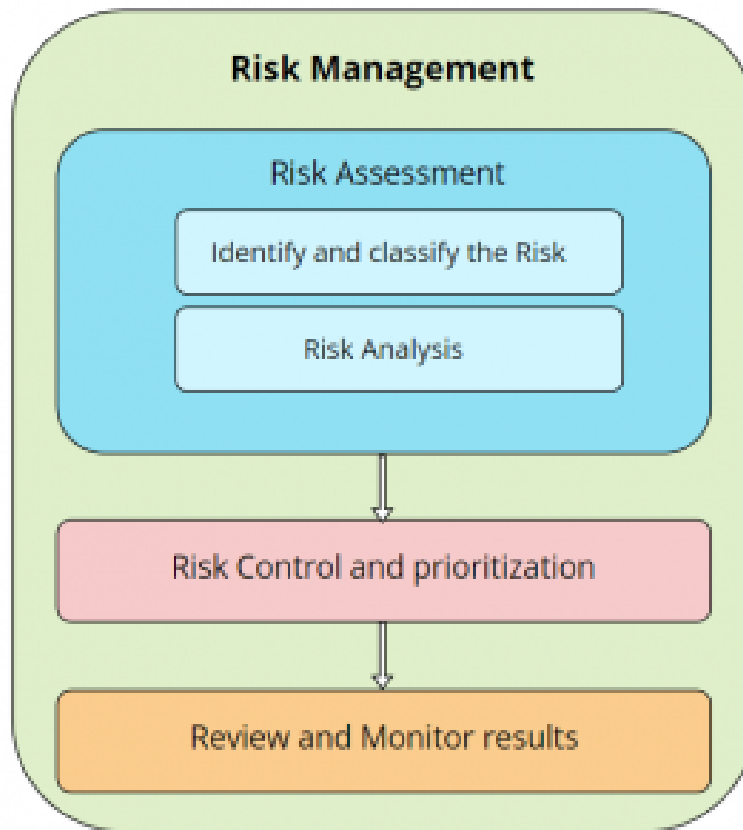 Risk Management
Risk Assessment
Identify and classify the Risk
Risk Analysis
Risk Control and prioritization
Review and Monitor results